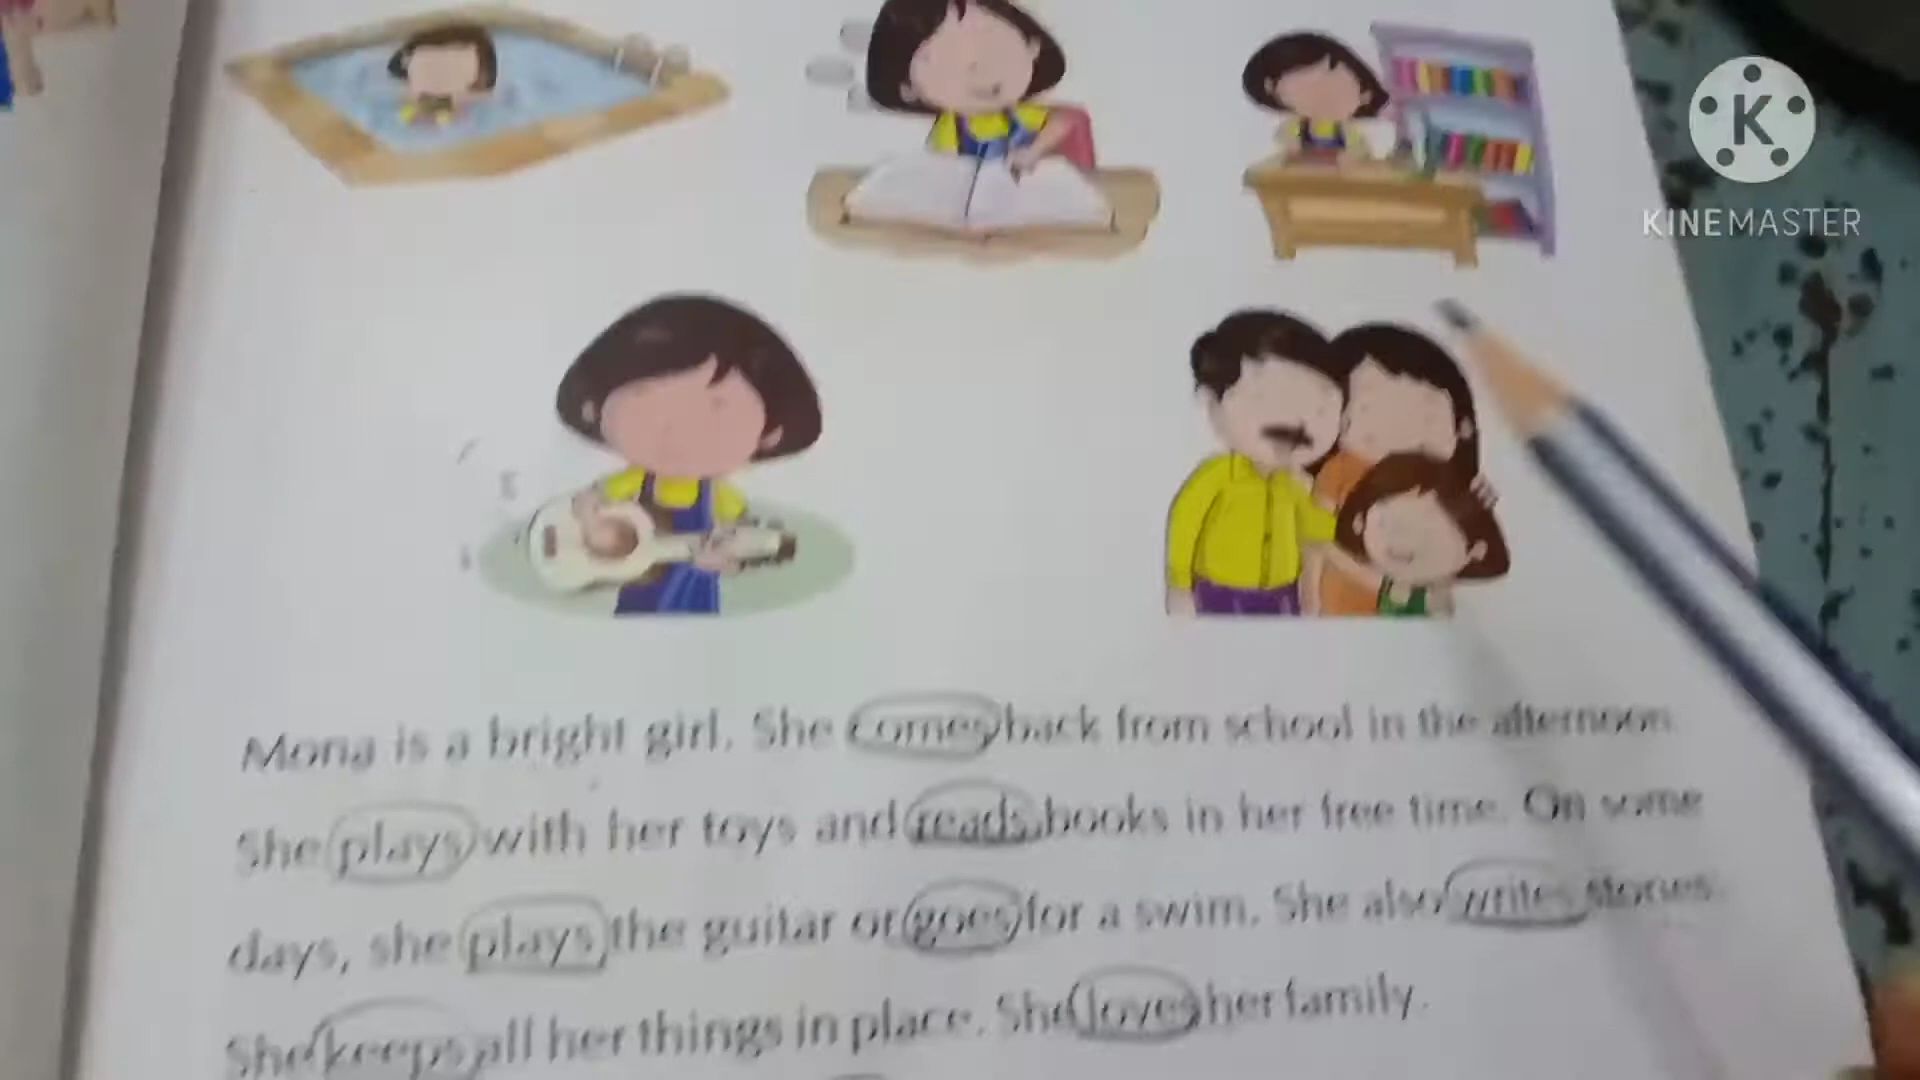 KINEMASTER
Mona is a bright girl. She comes back from school in the afternoon.
She plays with her toys and reads books in her free time. On some
days, she plays the guitar or goes for a swim. She also writes stories.
She keeps all her things in place. She loves her family.